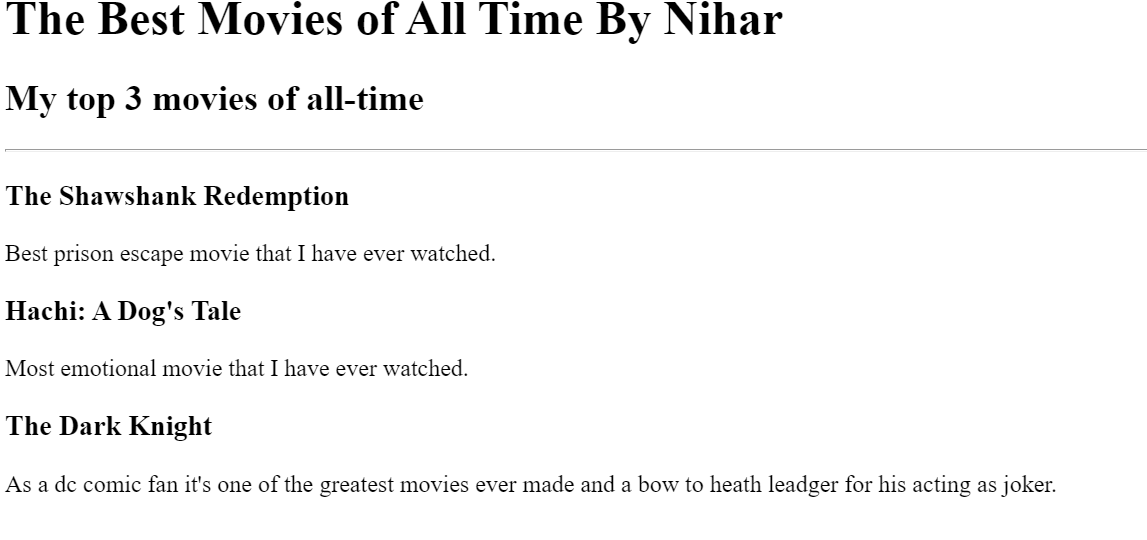 The Best Movies of All Time By Nihar
My top 3 movies of all-time
The Shawshank Redemption
Best prison escape movie that I have ever watched.
Hachi: A Dog's Tale
Most emotional movie that I have ever watched.
The Dark Knight
As a dc comic fan it's one of the greatest movies ever made and a bow to heath leadger for his acting as joker.